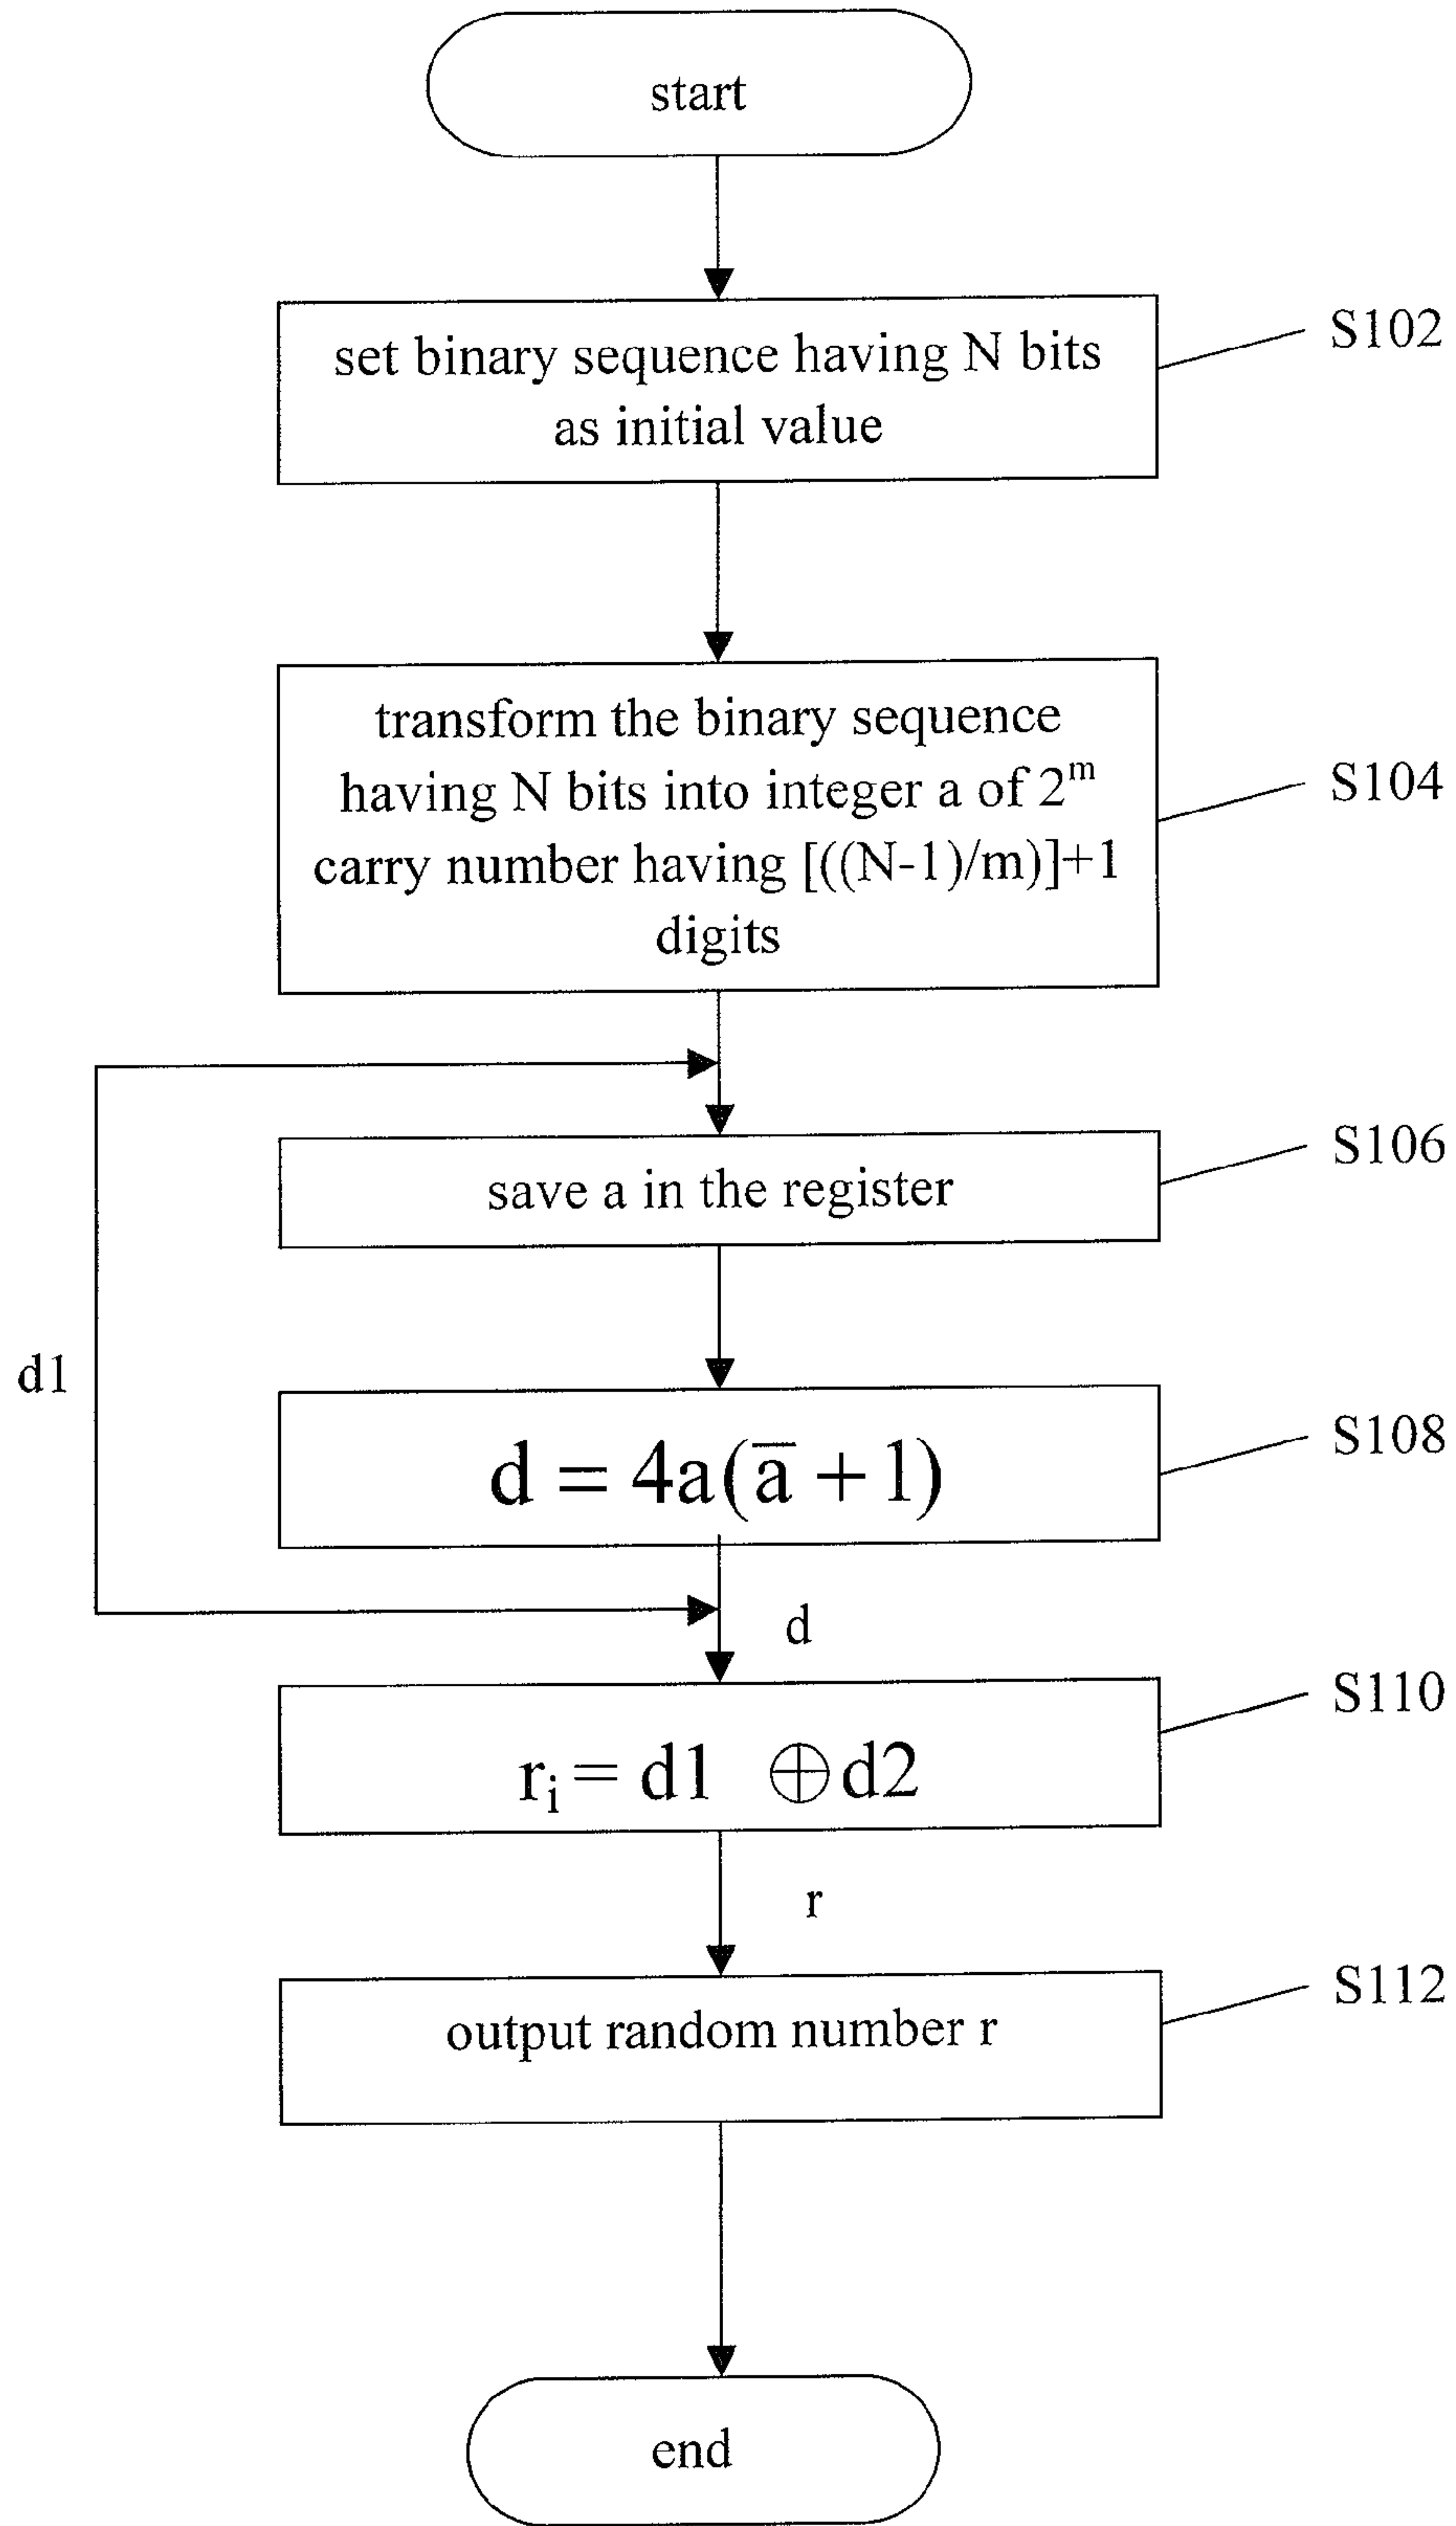 start
set binary sequence having N bits
as initial value
S102
transform the binary sequence
having N bits into integer a of 2^m
carry number having [((N-1)/m)]+1
digits
S104
save a in the register
S106
d1
d = 4a(a̅ + 1)
S108
d
r_i = d1 ⊕ d2
S110
r
output random number r
S112
end